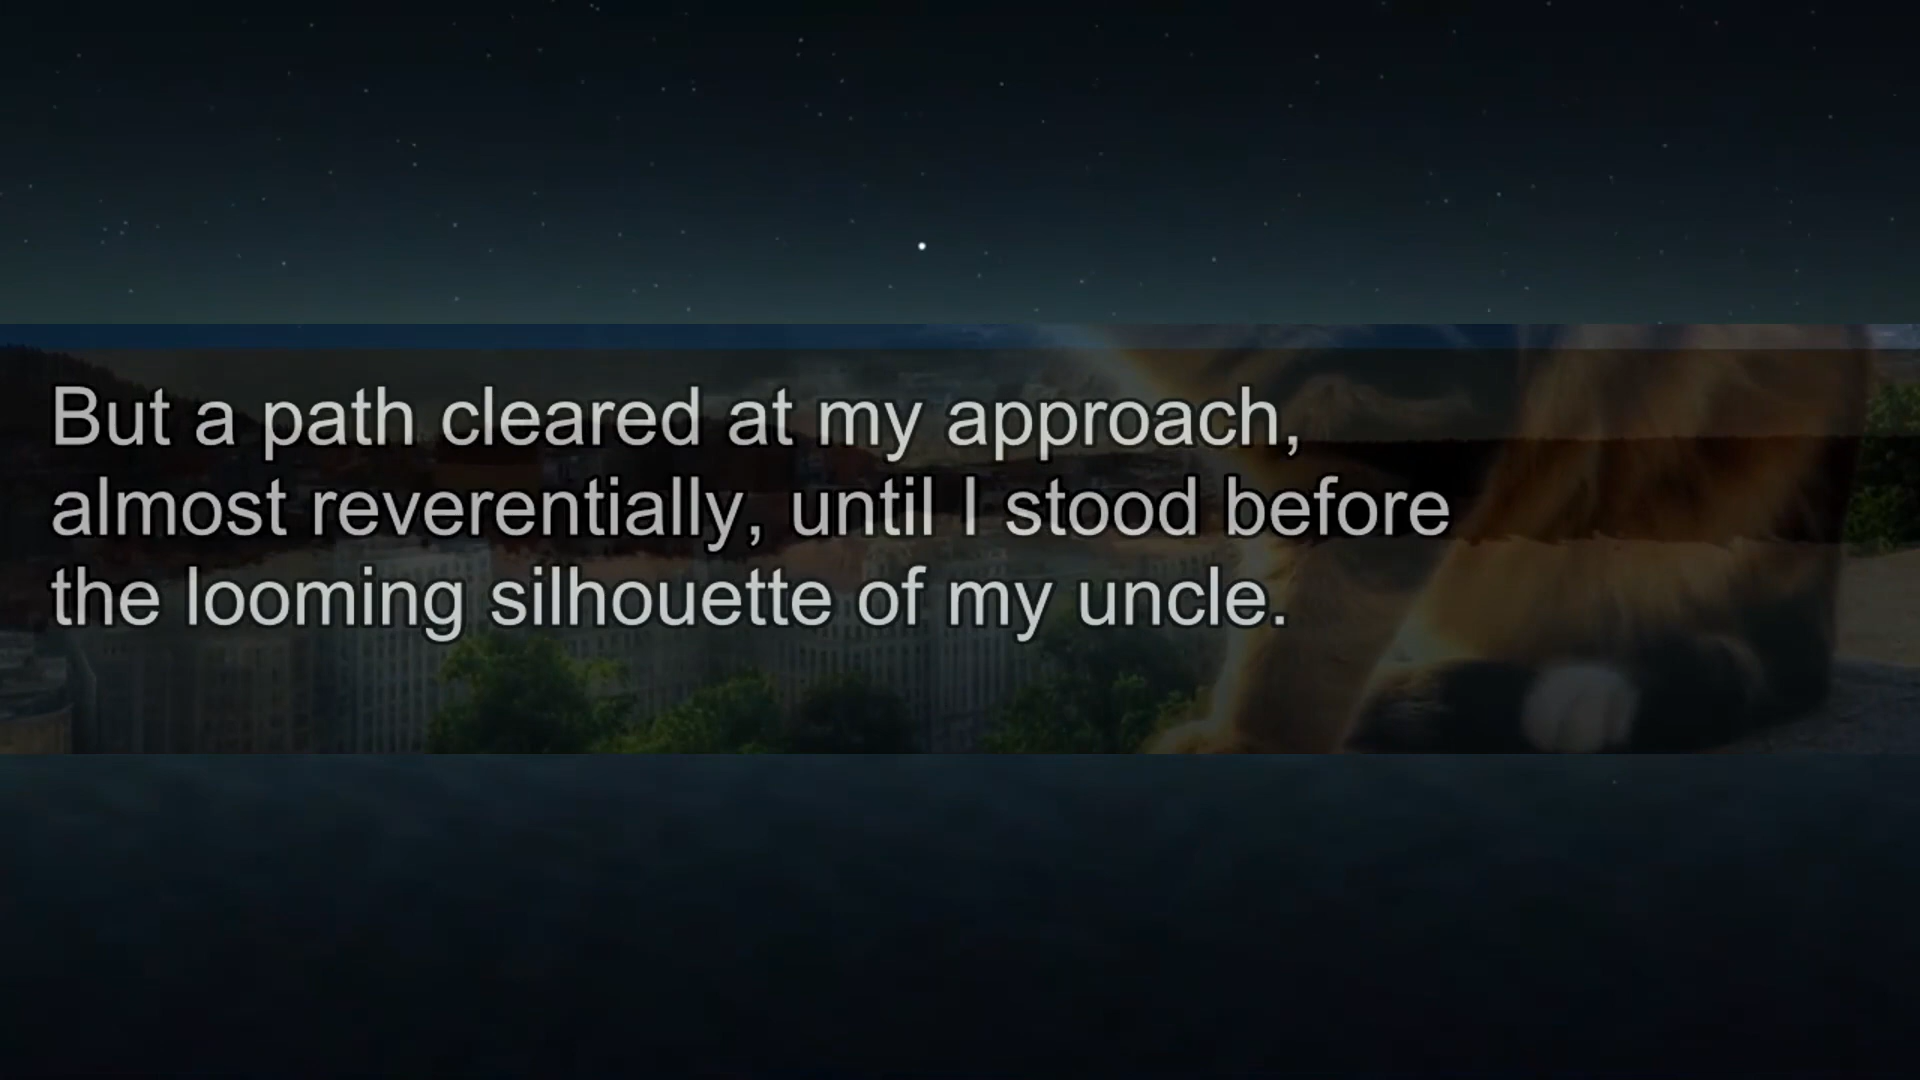 But a path cleared at my approach,
almost reverentially, until I stood before
the looming silhouette of my uncle.